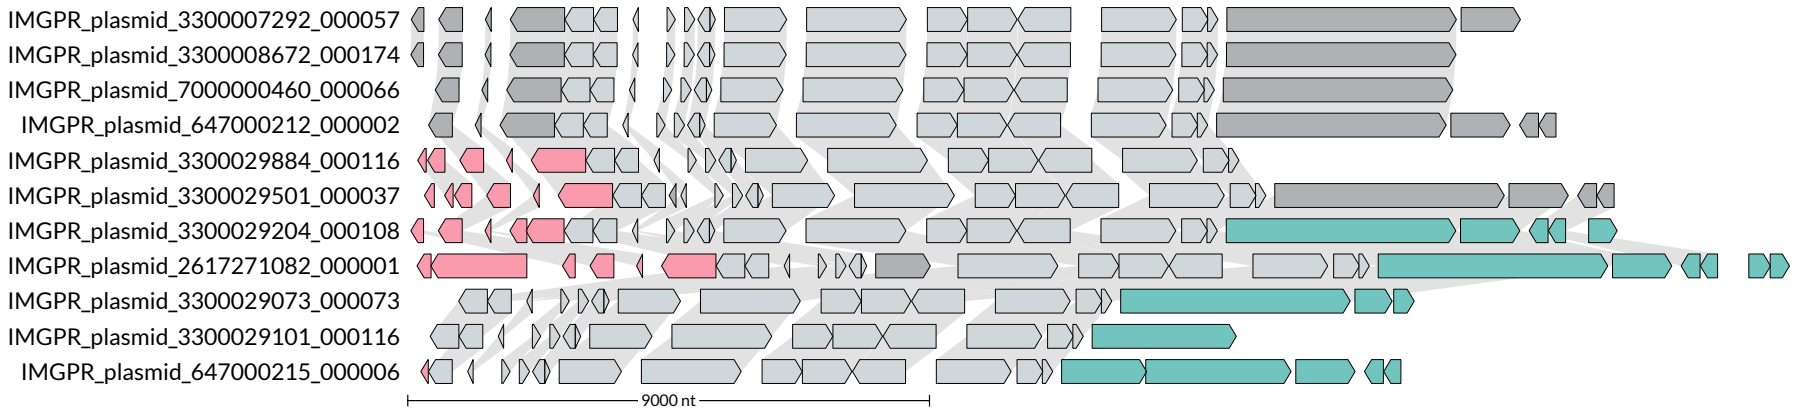 IMGPR_plasmid_3300007292_000057
IMGPR_plasmid_3300008672_000174
IMGPR_plasmid_7000000460_000066
IMGPR_plasmid_647000212_000002
IMGPR_plasmid_3300029884_000116
IMGPR_plasmid_3300029501_000037
IMGPR_plasmid_3300029204_000108
IMGPR_plasmid_2617271082_000001
IMGPR_plasmid_3300029073_000073
IMGPR_plasmid_3300029101_000116
IMGPR_plasmid_647000215_000006
9000 nt